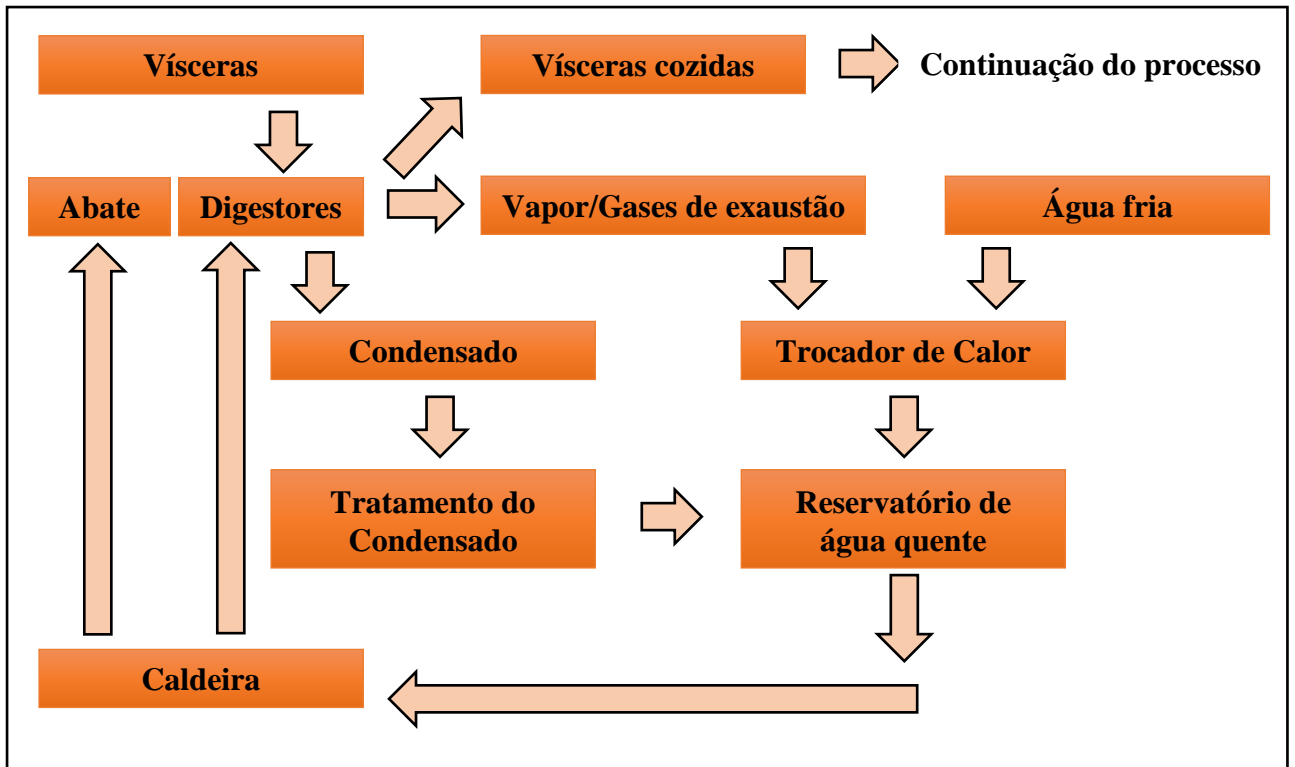 Vísceras
Vísceras cozidas
Continuação do processo
Abate
Digestores
Vapor/Gases de exaustão
Água fria
Condensado
Trocador de Calor
Tratamento do
Condensado
Reservatório de
água quente
Caldeira